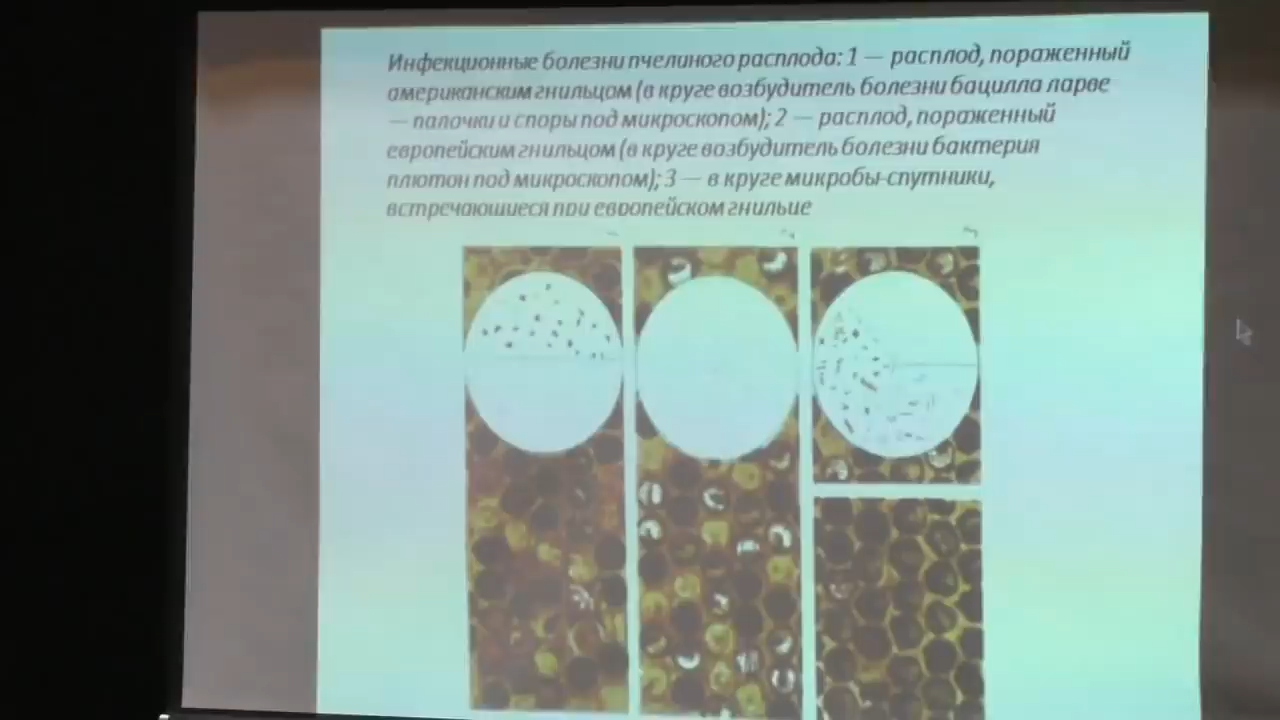 Инфекционные болезни пчелиного расплода: 1 — расплод, пораженный
американским гнильцом (в круге возбудитель болезни бацилла ларве
— палочки и споры под микроскопом); 2 — расплод, пораженный
европейским гнильцом (в круге возбудитель болезни бактерия
плютон под микроскопом); 3 — в круге микробы-спутники,
встречающиеся при европейском гнильце